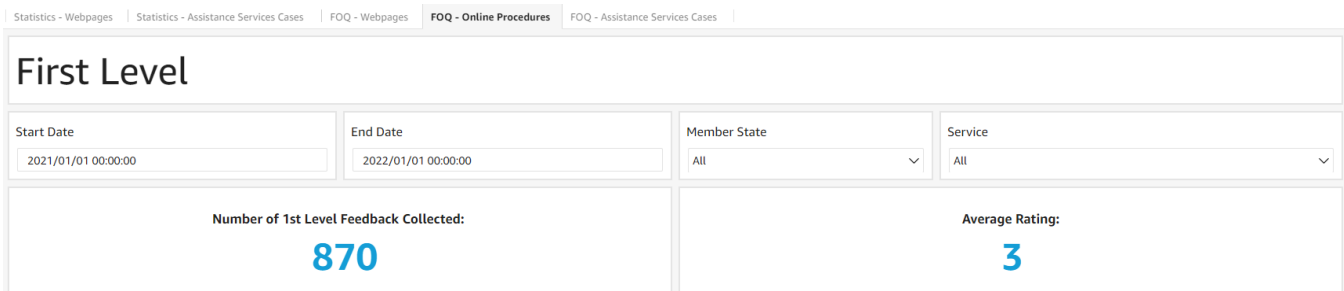 Statistics - Webpages Statistics - Assistance Services Cases FOQ - Webpages FOQ - Online Procedures FOQ - Assistance Services Cases
First Level
Start Date End Date Member State Service
2021/01/01 00:00:00 2022/01/01 00:00:00 All All
Number of 1st Level Feedback Collected: Average Rating:
870 3